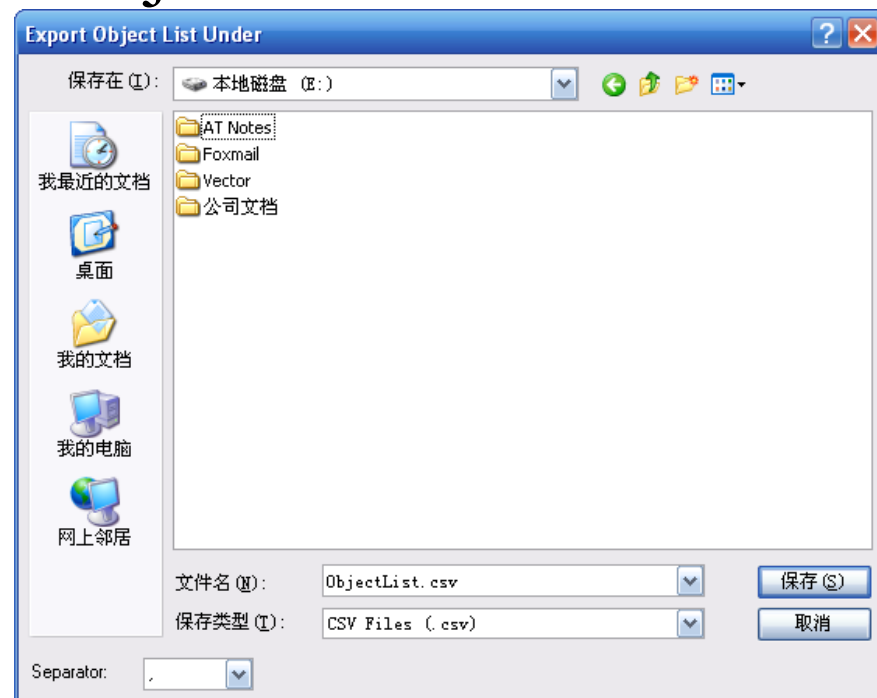 Export Object List Under
保存在(I):
本地磁盘 (E:)
AT Notes
Foxmail
Vector
公司文档
我最近的文档
桌面
我的文档
我的电脑
网上邻居
文件名(N): ObjectList.csv 保存(S)
保存类型(T): CSV Files (.csv) 取消
Separator: ,